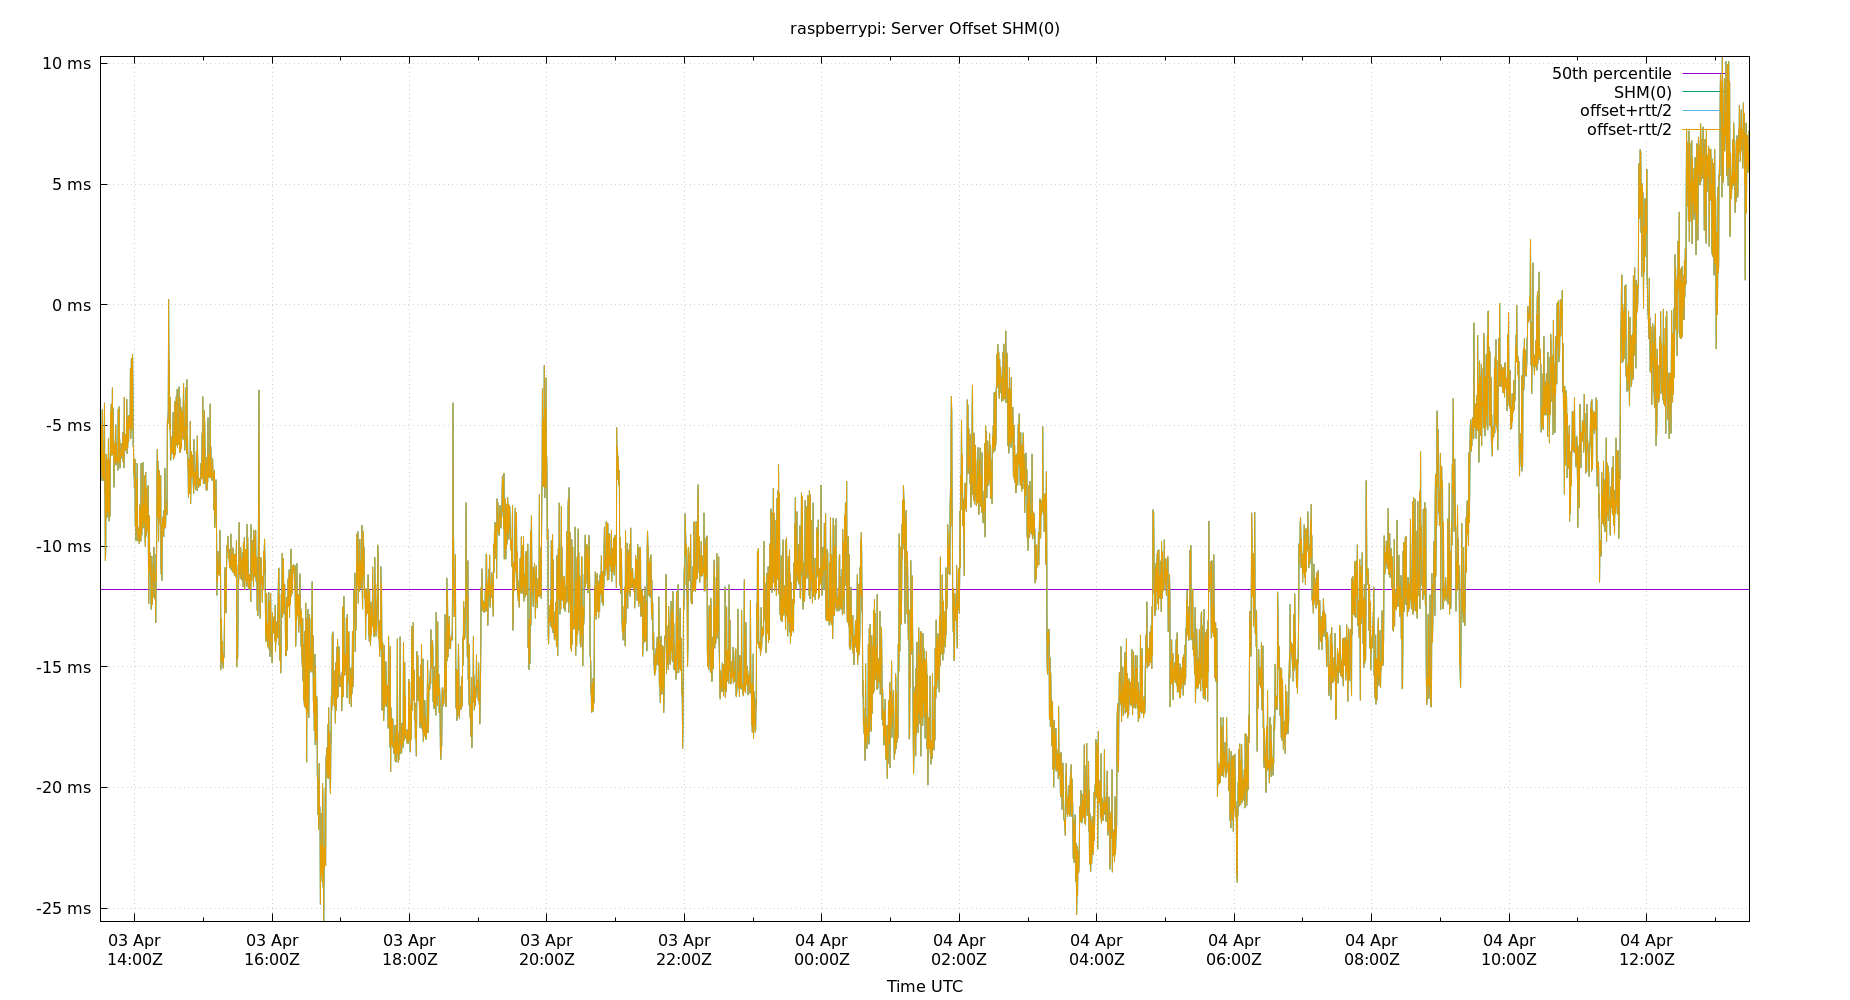 raspberrypi: Server Offset SHM(0)
10 ms
5 ms
0 ms
-5 ms
-10 ms
-15 ms
-20 ms
-25 ms
50th percentile
SHM(0)
offset+rtt/2
offset-rtt/2
03 Apr 03 Apr 03 Apr 03 Apr 03 Apr 04 Apr 04 Apr 04 Apr 04 Apr 04 Apr 04 Apr 04 Apr
14:00Z 16:00Z 18:00Z 20:00Z 22:00Z 00:00Z 02:00Z 04:00Z 06:00Z 08:00Z 10:00Z 12:00Z
Time UTC